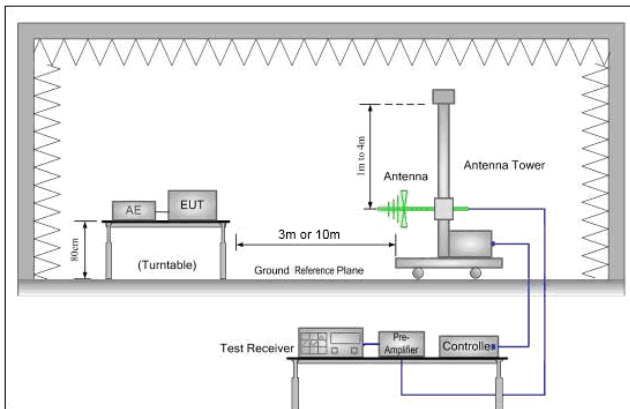 1m to 4m
Antenna
Antenna Tower
AE
EUT
3m or 10m
80cm
(Turntable)
Ground Reference Plane
Test Receiver
Pre-
Amplifier
Controller